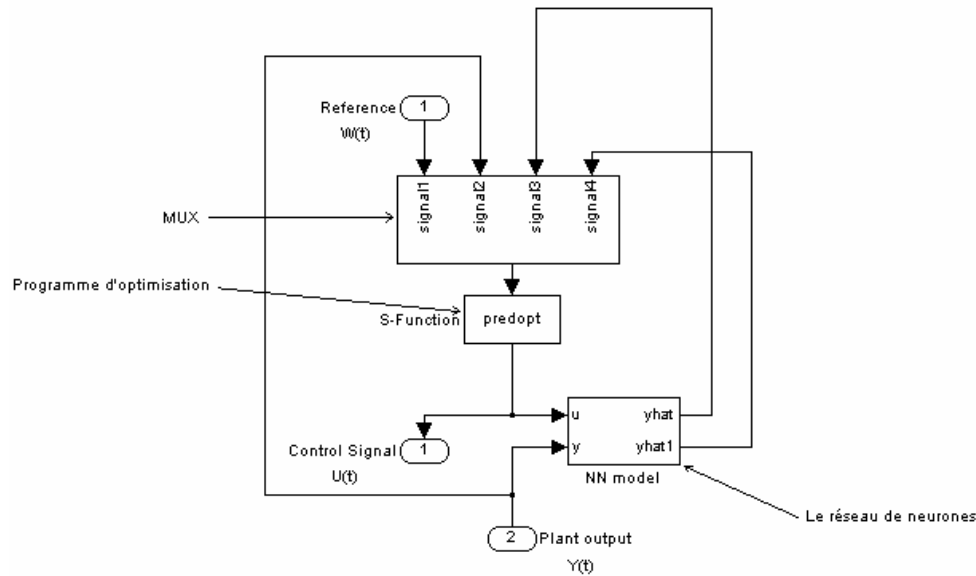 Reference
1
W(t)
signal1
signal2
signal3
signal4
MUX
Programme d'optimisation
S-Function
predopt
u
yhat
y
yhat1
NN model
Control Signal
1
U(t)
Le réseau de neurones
2
Plant output
Y(t)